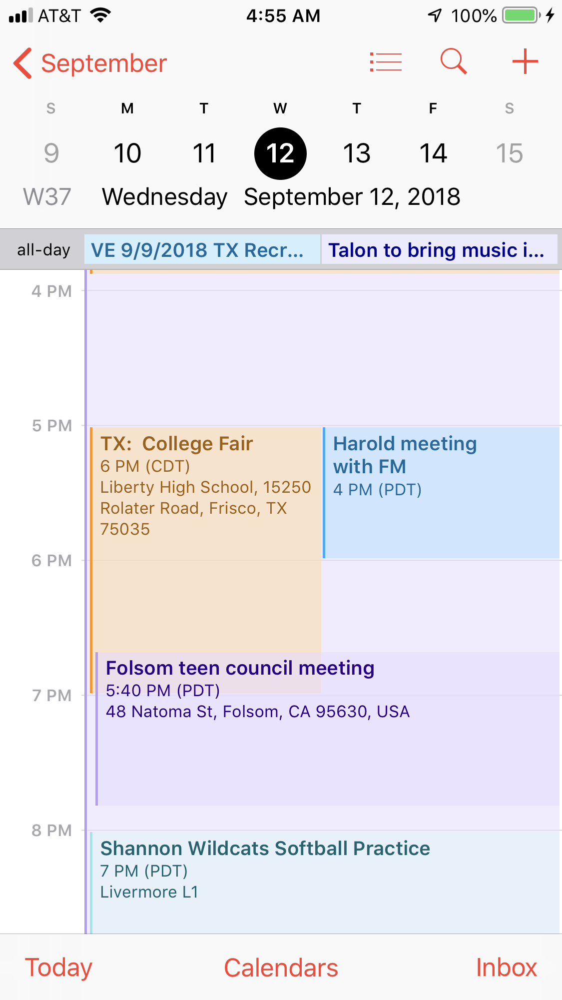 AT&T 4:55 AM 100%
September
S M T W T F S
9 10 11 12 13 14 15
W37 Wednesday September 12, 2018
all-day VE 9/9/2018 TX Recr... Talon to bring music i...
4 PM
5 PM
TX: College Fair
6 PM (CDT)
Liberty High School, 15250
Rolater Road, Frisco, TX
75035
Harold meeting
with FM
4 PM (PDT)
6 PM
Folsom teen council meeting
5:40 PM (PDT)
7 PM
48 Natoma St, Folsom, CA 95630, USA
8 PM
Shannon Wildcats Softball Practice
7 PM (PDT)
Livermore L1
Today Calendars Inbox